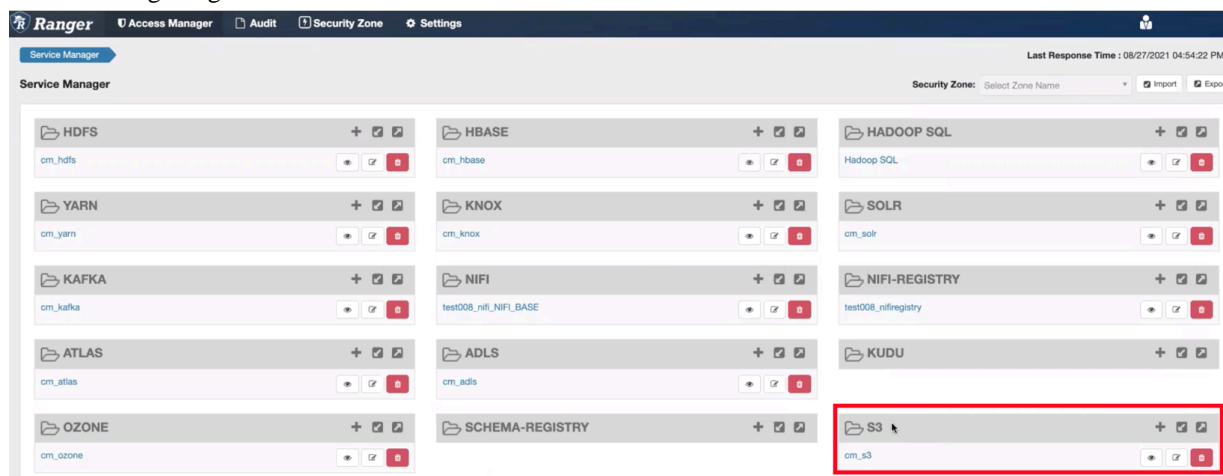 Ranger Access Manager Audit Security Zone Settings
Service Manager
Last Response Time : 08/27/2021 04:54:22 PM
Service Manager
Security Zone: Select Zone Name Import Expo
HDFS
cm_hdfs
HBASE
cm_hbase
HADOOP SQL
Hadoop SQL
YARN
cm_yarn
KNOX
cm_knox
SOLR
cm_solr
KAFKA
cm_kafka
NIFI
test008_nifi_NIFI_BASE
NIFI-REGISTRY
test008_nifiregistry
ATLAS
cm_atlas
ADLS
cm_adls
KUDU
OZONE
cm_ozone
SCHEMA-REGISTRY
S3
cm_s3